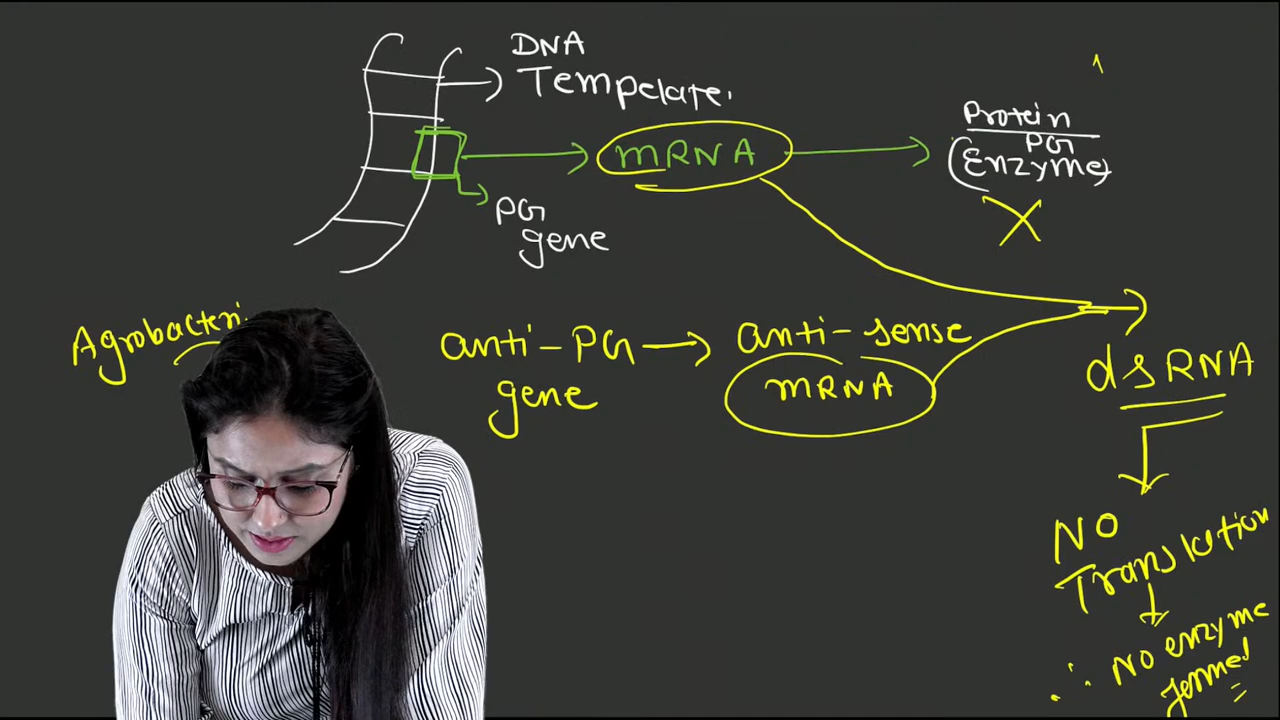 DNA
Tempelate.
mRNA
Protein
PG
(Enzyme)
PG
gene
Agrobacteri
anti-PG
gene
anti-sense
mRNA
dsRNA
NO
Translation
∴ No enzyme
formed